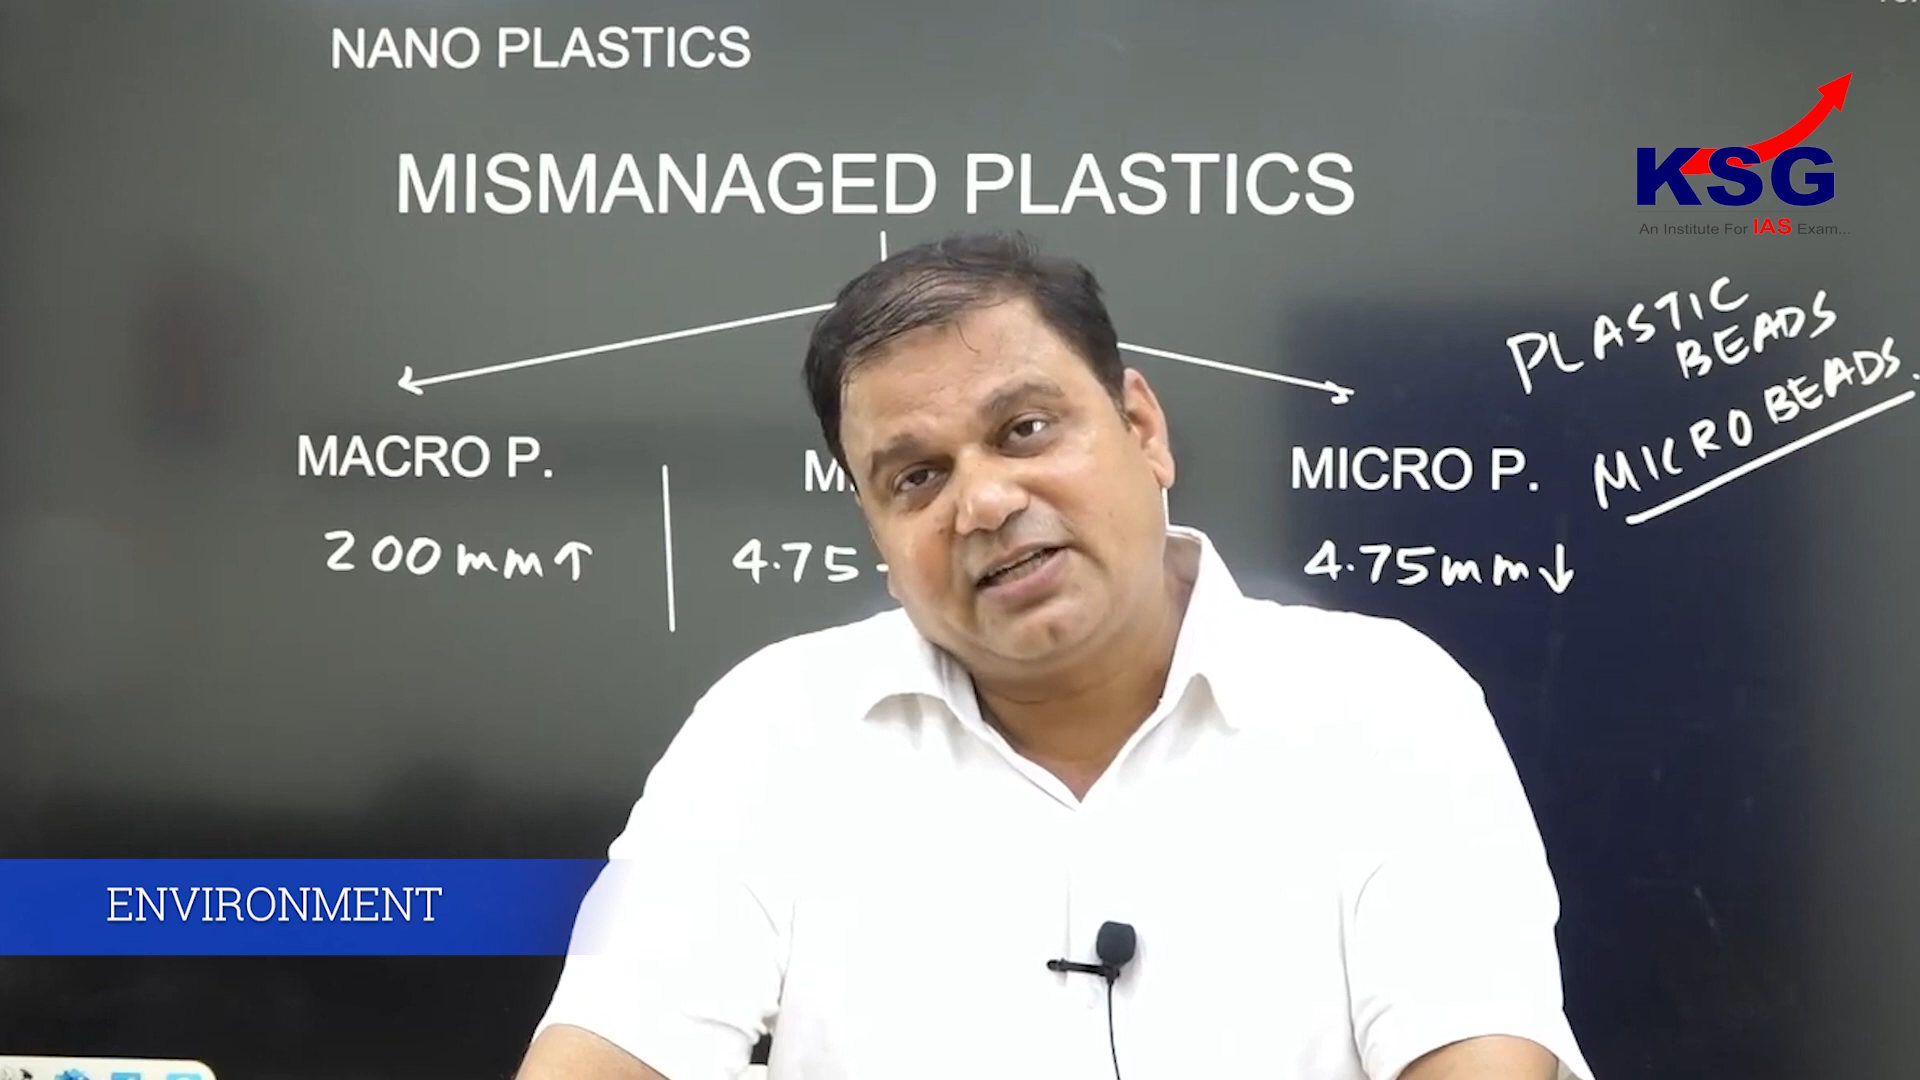 NANO PLASTICS
MISMANAGED PLASTICS
KSG
An Institute For IAS Exam...
PLASTIC
BEADS
MICRO BEADS.
MACRO P.
MICRO P.
200mm↑
4.75
4.75mm↓
ENVIRONMENT